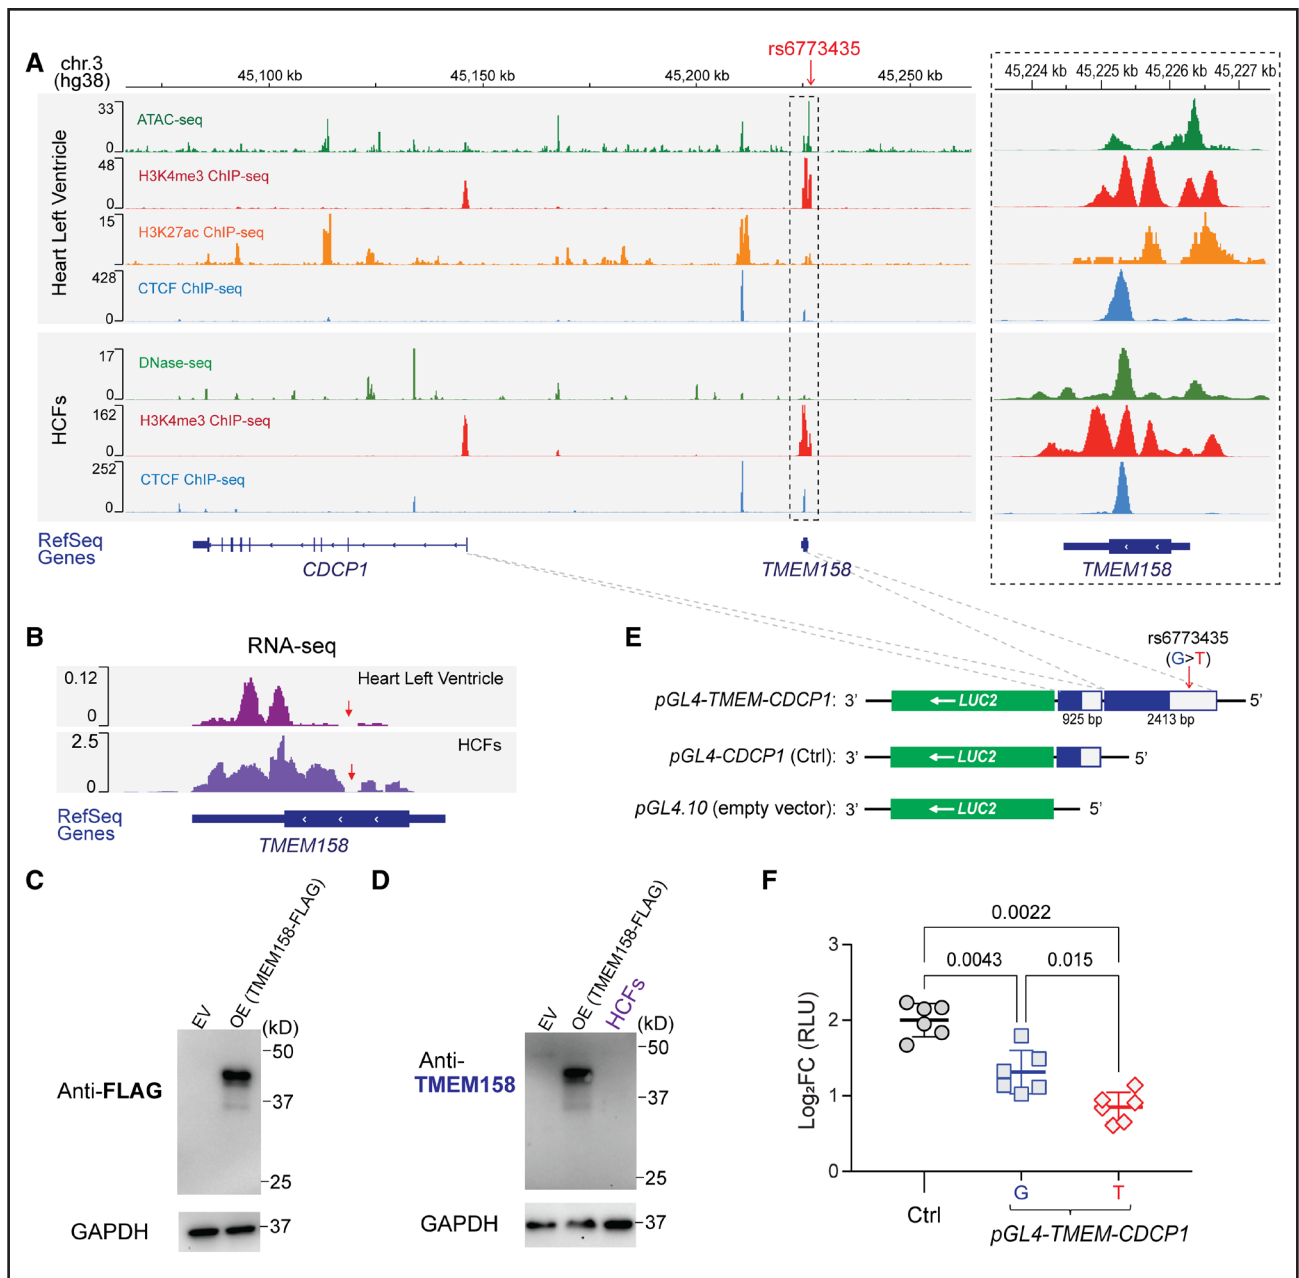 A
chr.3
(hg38)
45,100 kb
45,150 kb
45,200 kb
45,250 kb
rs6773435
45,224 kb
45,225 kb
45,226 kb
45,227 kb
Heart Left Ventricle
33
0
ATAC-seq
48
0
H3K4me3 ChIP-seq
15
0
H3K27ac ChIP-seq
428
0
CTCF ChIP-seq
HCFs
17
0
DNase-seq
162
0
H3K4me3 ChIP-seq
252
0
CTCF ChIP-seq
RefSeq
Genes
CDCP1
TMEM158
TMEM158
B
RNA-seq
0.12
0
Heart Left Ventricle
2.5
0
HCFs
RefSeq
Genes
TMEM158
E
rs6773435
(G>T)
pGL4-TMEM-CDCP1: 3’
LUC2
5’
925 bp
2413 bp
pGL4-CDCP1 (Ctrl): 3’
LUC2
5’
pGL4.10 (empty vector): 3’
LUC2
5’
C
EV
OE (TMEM158-FLAG)
(kD)
50
37
25
Anti-FLAG
GAPDH
37
D
EV
OE (TMEM158-FLAG)
HCFs
(kD)
50
37
25
Anti-
TMEM158
GAPDH
37
F
0.0022
0.0043
0.015
Log₂FC (RLU)
3
2
1
0
Ctrl
G
T
pGL4-TMEM-CDCP1